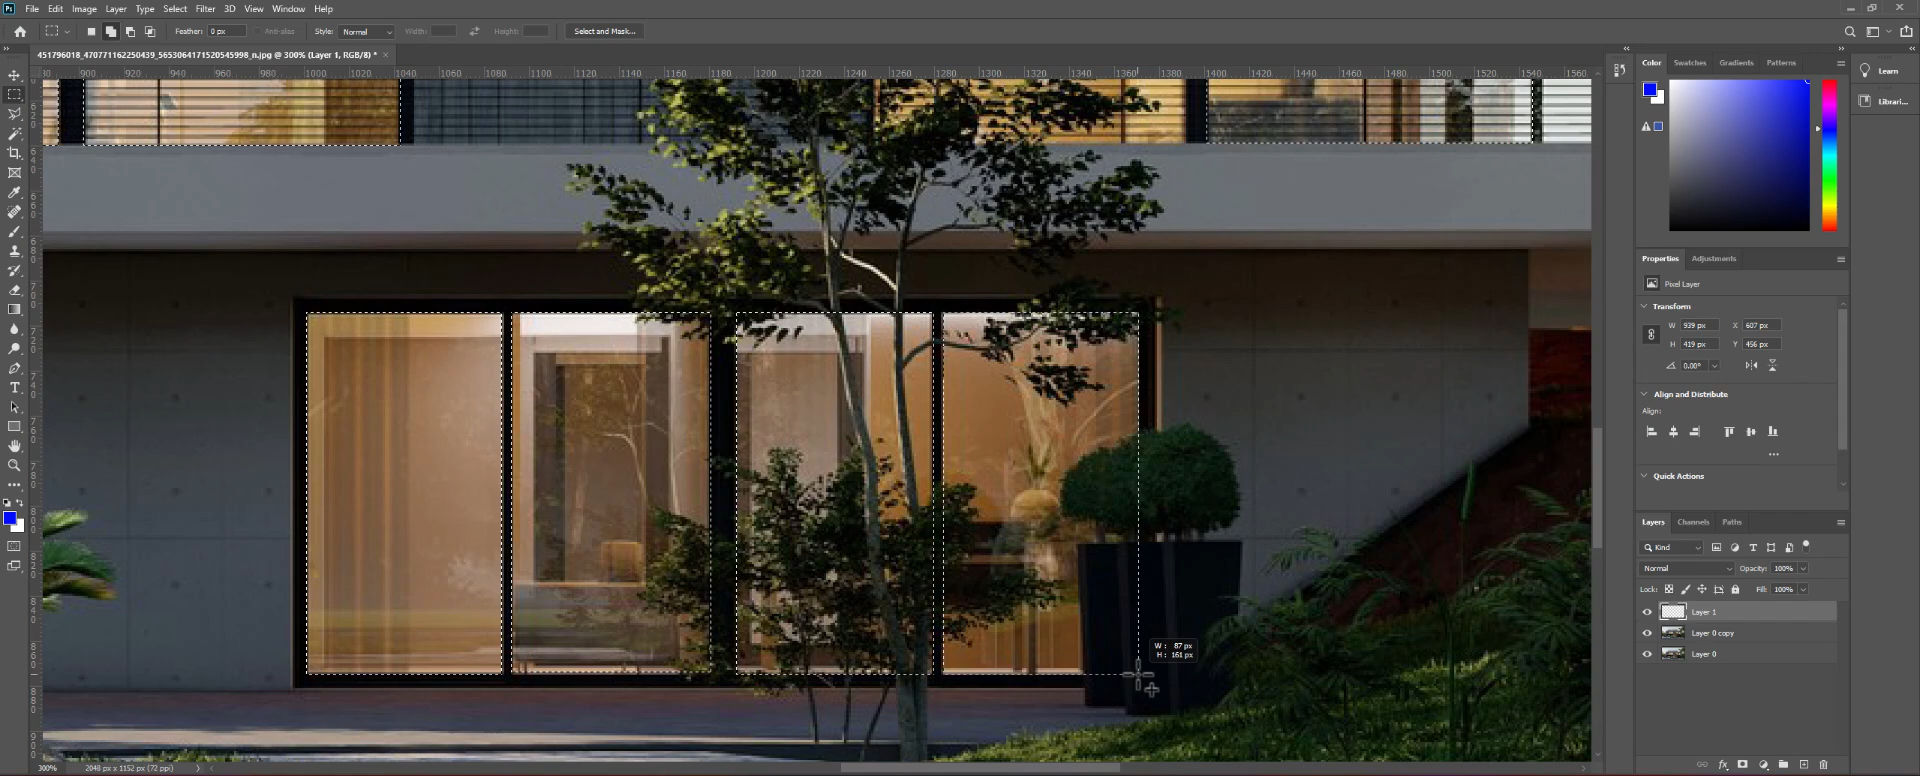 Ps File Edit Image Layer Type Select Filter 3D View Window Help
Feather: 0 px Anti-alias Style: Normal Width: Height: Select and Mask...
451796018_470771162250439_5653064171520545998_n.jpg @ 300% (Layer 1, RGB/8) *
900 920 940 960 980 1000 1020 1040 1060 1080 1100 1120 1140 1160 1180 1200 1220 1240 1260 1280 1300 1320 1340 1360 1380 1400 1420 1440 1460 1480 1500 1520 1540 1560
Color Swatches Gradients Patterns
Learn
Librari...
Properties Adjustments
Pixel Layer
Transform
W 939 px X 607 px
H 419 px Y 456 px
0.00°
Align and Distribute
Align:
Quick Actions
Layers Channels Paths
Kind
Normal Opacity: 100%
Lock: Fill: 100%
Layer 1
Layer 0 copy
Layer 0
W: 87 px
H: 161 px
300% 2048 px x 1152 px (72 ppi)